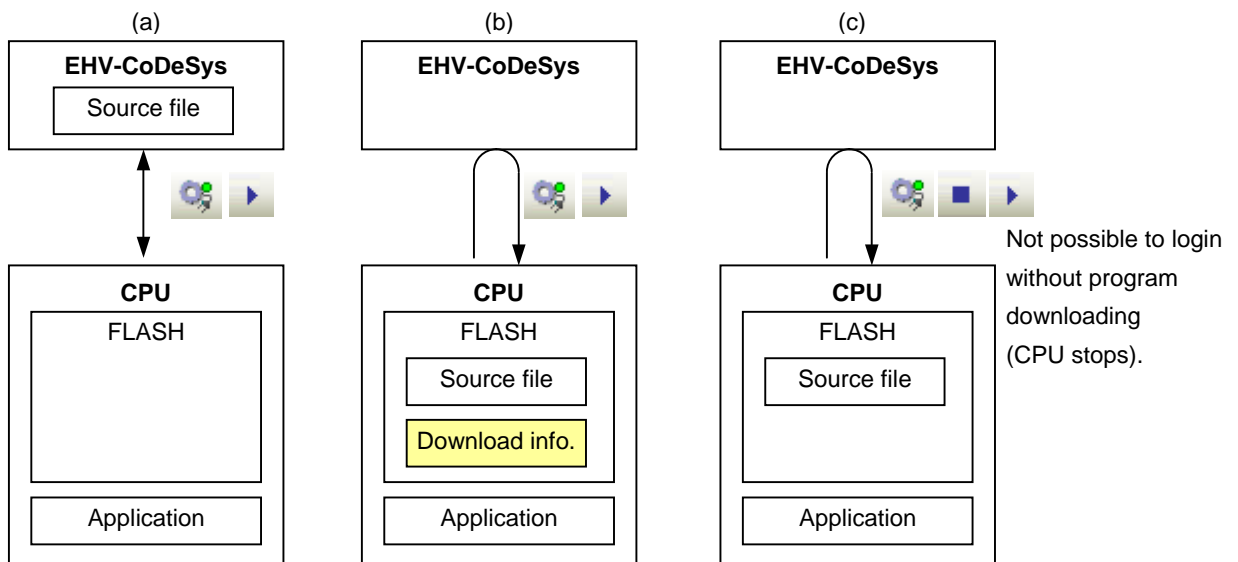 (a)
EHV-CoDeSys
Source file
CPU
FLASH
Application
(b)
EHV-CoDeSys
CPU
FLASH
Source file
Download info.
Application
(c)
EHV-CoDeSys
CPU
FLASH
Source file
Application
Not possible to login
without program
downloading
(CPU stops).